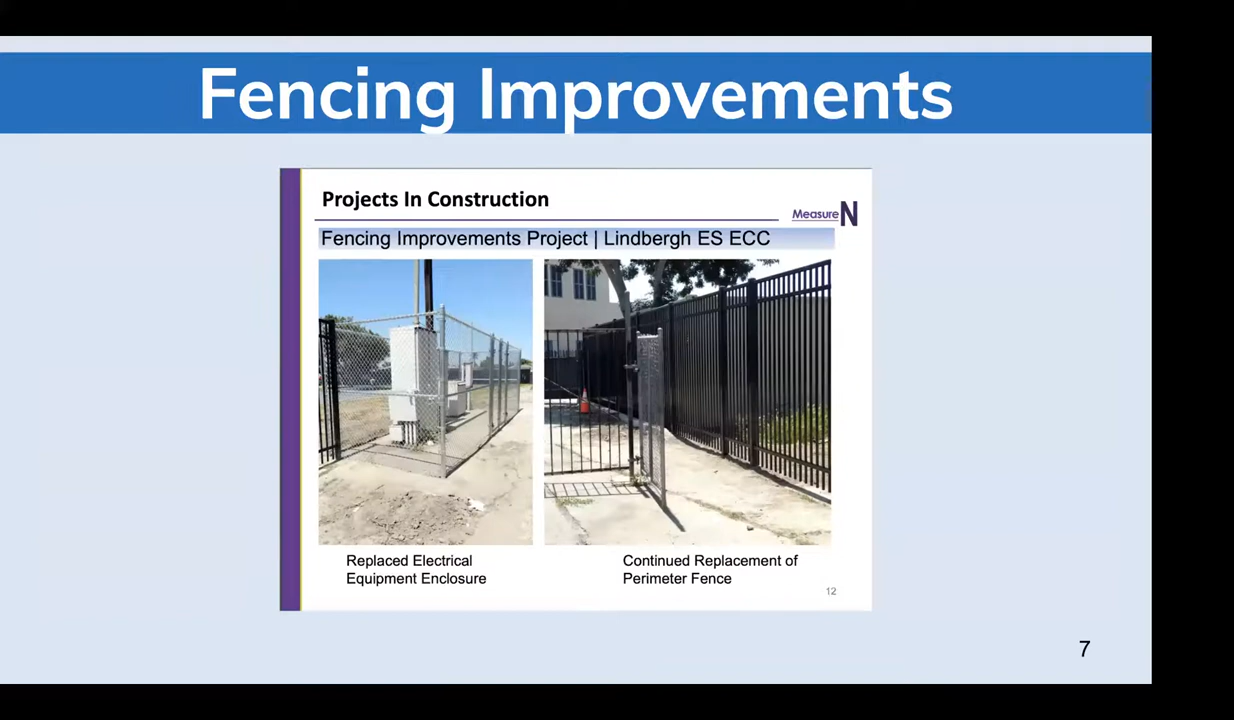 Fencing Improvements
Projects In Construction
Measure N
Fencing Improvements Project | Lindbergh ES ECC
Replaced Electrical
Equipment Enclosure
Continued Replacement of
Perimeter Fence
12
7